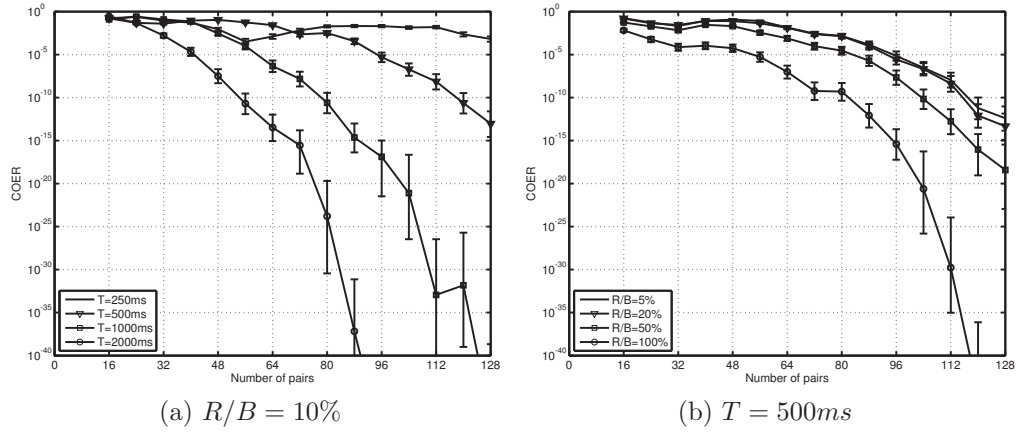 10^0
10^-5
10^-10
10^-15
10^-20
10^-25
10^-30
10^-35
10^-40
COER
0 16 32 48 64 80 96 112 128
Number of pairs
T=250ms
T=500ms
T=1000ms
T=2000ms
(a) R/B = 10%
10^0
10^-5
10^-10
10^-15
10^-20
10^-25
10^-30
10^-35
10^-40
COER
0 16 32 48 64 80 96 112 128
Number of pairs
R/B=5%
R/B=20%
R/B=50%
R/B=100%
(b) T = 500ms